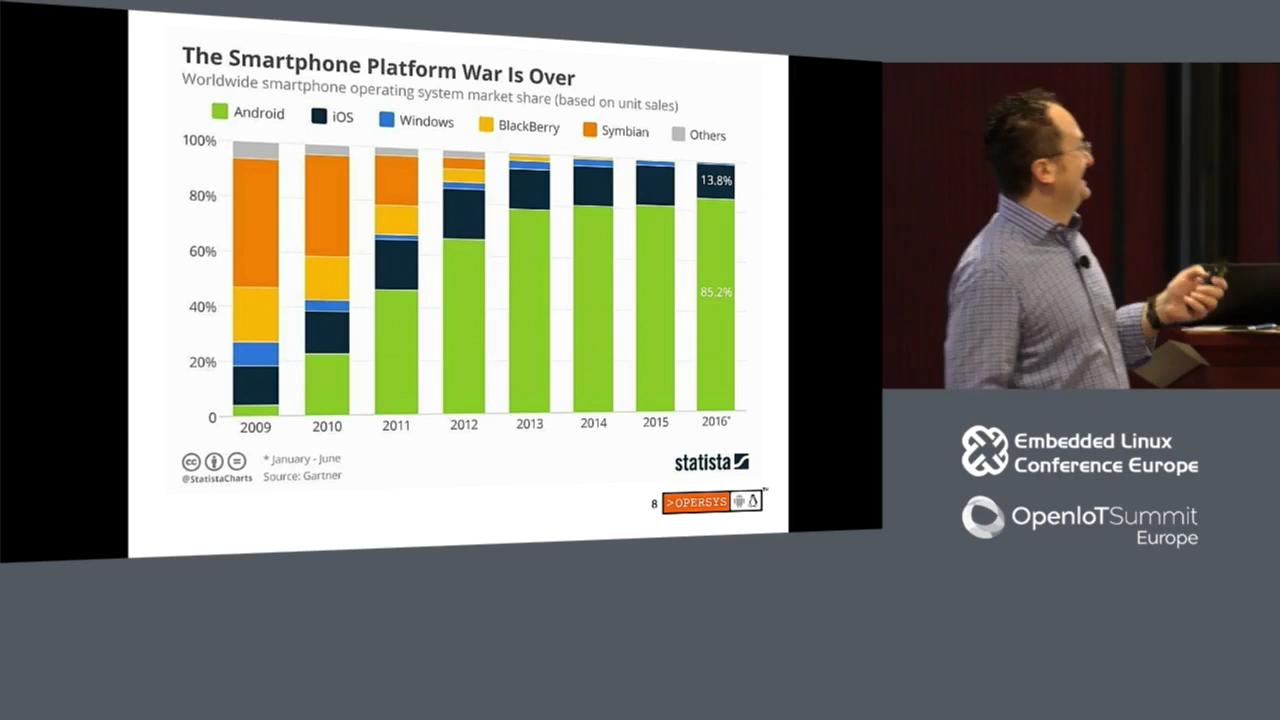 The Smartphone Platform War Is Over
Worldwide smartphone operating system market share (based on unit sales)
Android iOS Windows BlackBerry Symbian Others
100%
80%
60%
40%
20%
0
13.8%
85.2%
2009 2010 2011 2012 2013 2014 2015 2016*
* January - June
@StatistaCharts Source: Gartner
statista
8 >OPERSYS
Embedded Linux
Conference Europe
OpenIoTSummit
Europe